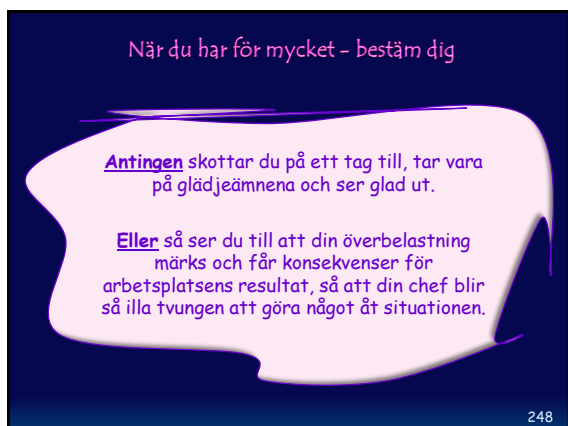 När du har för mycket - bestäm dig
Antingen skottar du på ett tag till, tar vara
på glädjeämnena och ser glad ut.
Eller så ser du till att din överbelastning
märks och får konsekvenser för
arbetsplatsens resultat, så att din chef blir
så illa tvungen att göra något åt situationen.
248